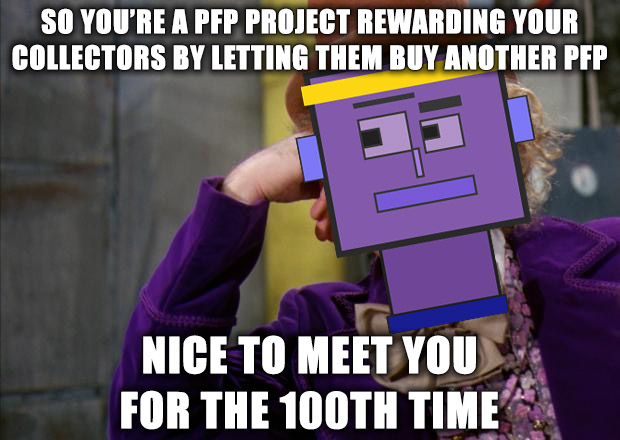 SO YOU'RE A PFP PROJECT REWARDING YOUR
COLLECTORS BY LETTING THEM BUY ANOTHER PFP
NICE TO MEET YOU
FOR THE 100TH TIME